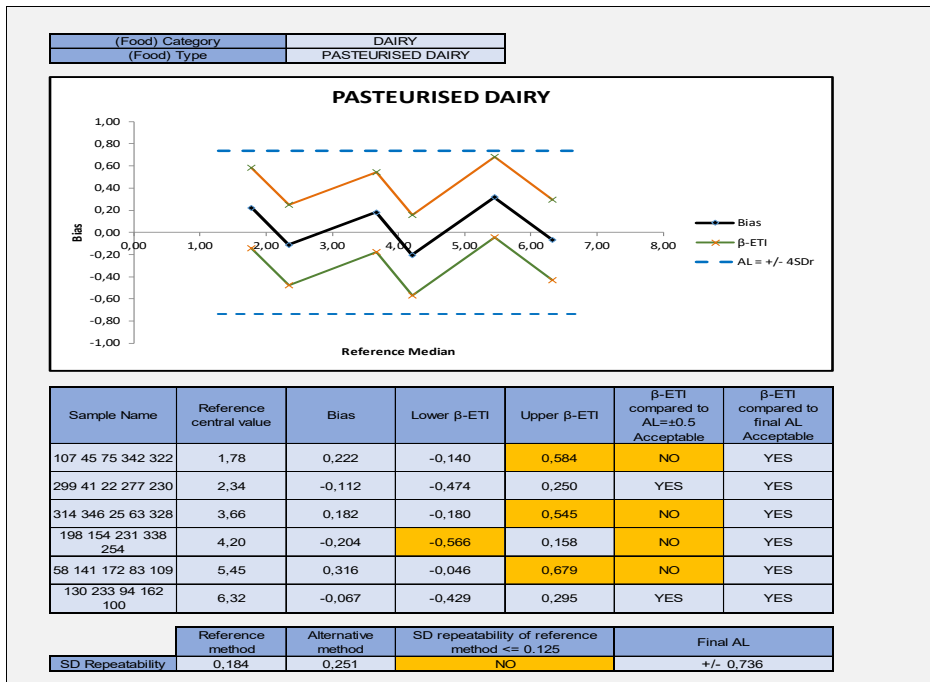 (Food) Category DAIRY
(Food) Type PASTEURISED DAIRY
PASTEURISED DAIRY
1,00
0,80
0,60
0,40
0,20
0,00
-0,20
-0,40
-0,60
-0,80
-1,00
Bias
0,00 1,00 2,00 3,00 4,00 5,00 6,00 7,00 8,00
Reference Median
Bias
β-ETI
AL = +/- 4SDr
Sample Name Reference central value Bias Lower β-ETI Upper β-ETI β-ETI compared to AL=±0.5 Acceptable β-ETI compared to final AL Acceptable
107 45 75 342 322 1,78 0,222 -0,140 0,584 NO YES
299 41 22 277 230 2,34 -0,112 -0,474 0,250 YES YES
314 346 25 63 328 3,66 0,182 -0,180 0,545 NO YES
198 154 231 338 254 4,20 -0,204 -0,566 0,158 NO YES
58 141 172 83 109 5,45 0,316 -0,046 0,679 NO YES
130 233 94 162 100 6,32 -0,067 -0,429 0,295 YES YES
Reference method Alternative method SD repeatability of reference method <= 0.125 Final AL
SD Repeatability 0,184 0,251 NO +/- 0,736